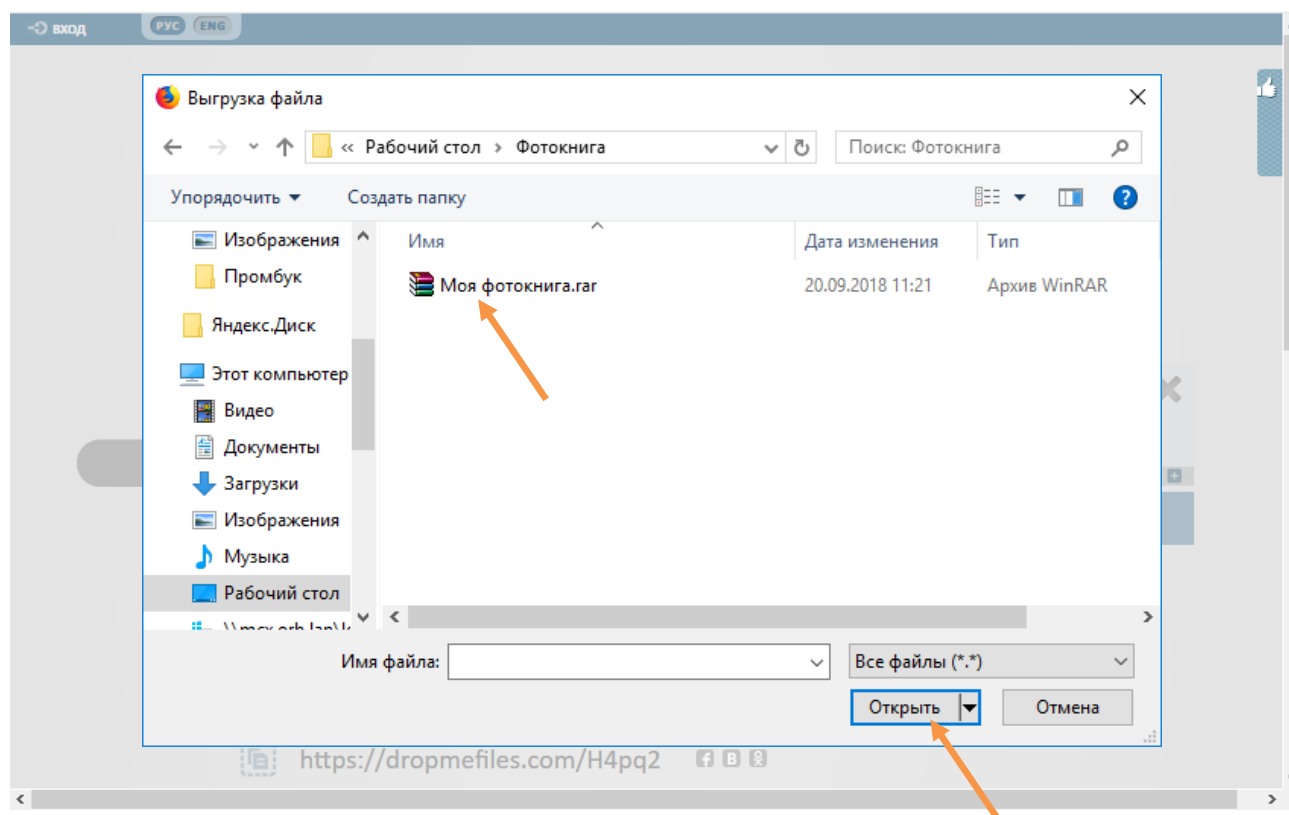 вход РУС ENG
Выгрузка файла
« Рабочий стол › Фотокнига Поиск: Фотокнига
Упорядочить Создать папку ?
Изображения Имя Дата изменения Тип
Промбук Моя фотокнига.rar 20.09.2018 11:21 Архив WinRAR
Яндекс.Диск
Этот компьютер
Видео
Документы
Загрузки
Изображения
Музыка
Рабочий стол
Имя файла: Все файлы (*.*)
Открыть Отмена
https://dropmefiles.com/H4pq2